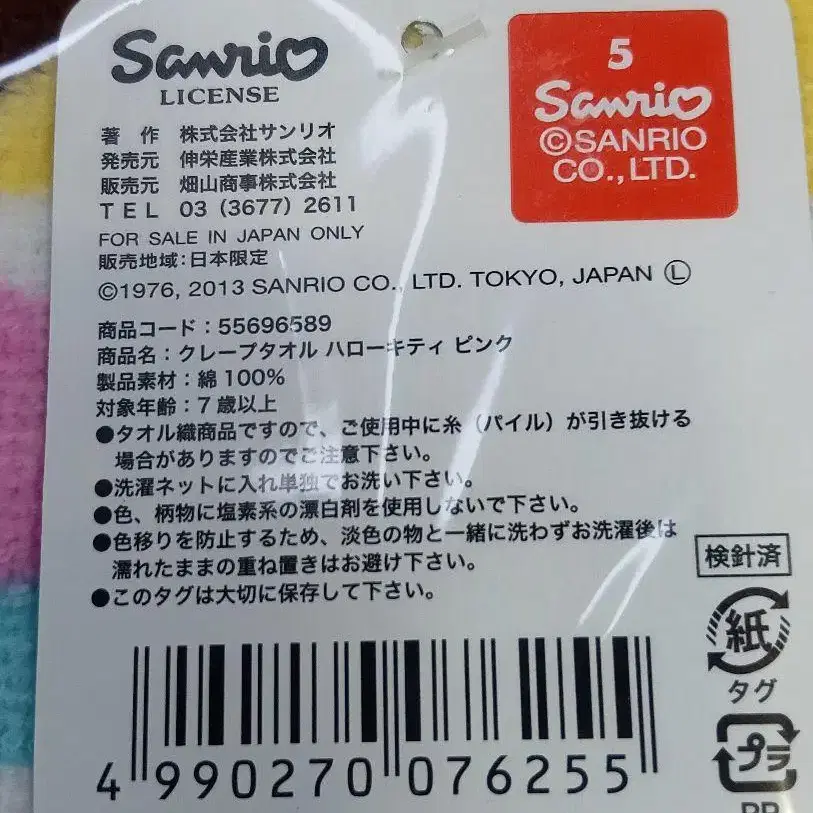 Sanrio
LICENSE
5
Sanrio
©SANRIO
CO.,LTD.
著 作 株式会社サンリオ
発売元 伸栄産業株式会社
販売元 畑山商事株式会社
TEL 03（3677）2611
FOR SALE IN JAPAN ONLY
販売地域：日本限定
©1976, 2013 SANRIO CO., LTD. TOKYO, JAPAN Ⓛ
商品コード：55696589
商品名：クレープタオル ハローキティ ピンク
製品素材：綿100%
対象年齢：7歳以上
●タオル織商品ですので、ご使用中に糸（パイル）が引き抜ける
場合がありますのでご注意下さい。
●洗濯ネットに入れ単独でお洗い下さい。
●色、柄物に塩素系の漂白剤を使用しないで下さい。
●色移りを防止するため、淡色の物と一緒に洗わずお洗濯後は
濡れたままの重ね置きはお避け下さい。
●このタグは大切に保存して下さい。
検針済
紙
タグ
プラ
PP
4 990270 076255